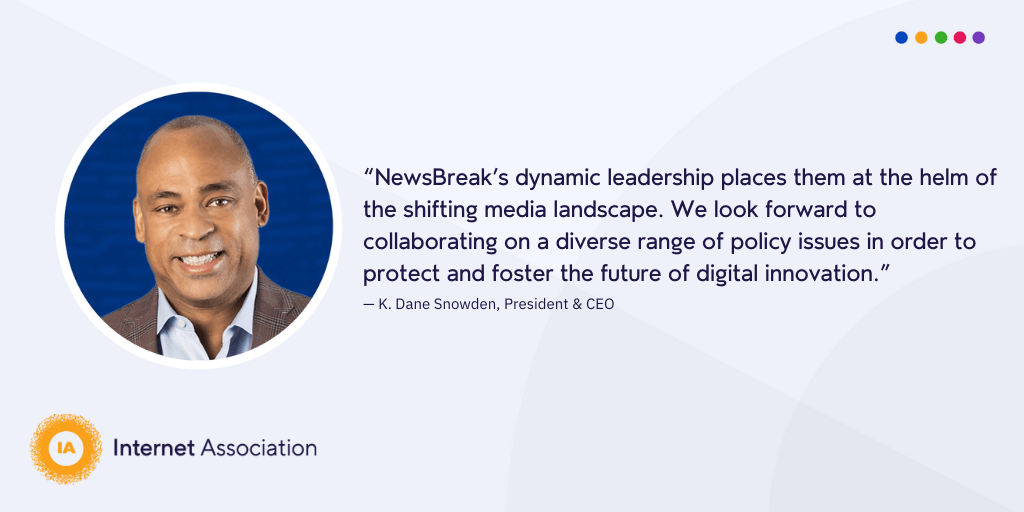 “NewsBreak’s dynamic leadership places them at the helm of
the shifting media landscape. We look forward to
collaborating on a diverse range of policy issues in order to
protect and foster the future of digital innovation.”
— K. Dane Snowden, President & CEO
IA
Internet Association